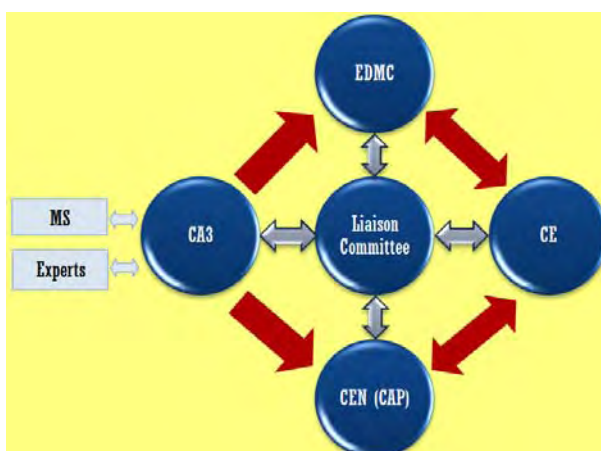 EDMC
MS
Experts
CA3
Liaison
Committee
CE
CEN (CAP)